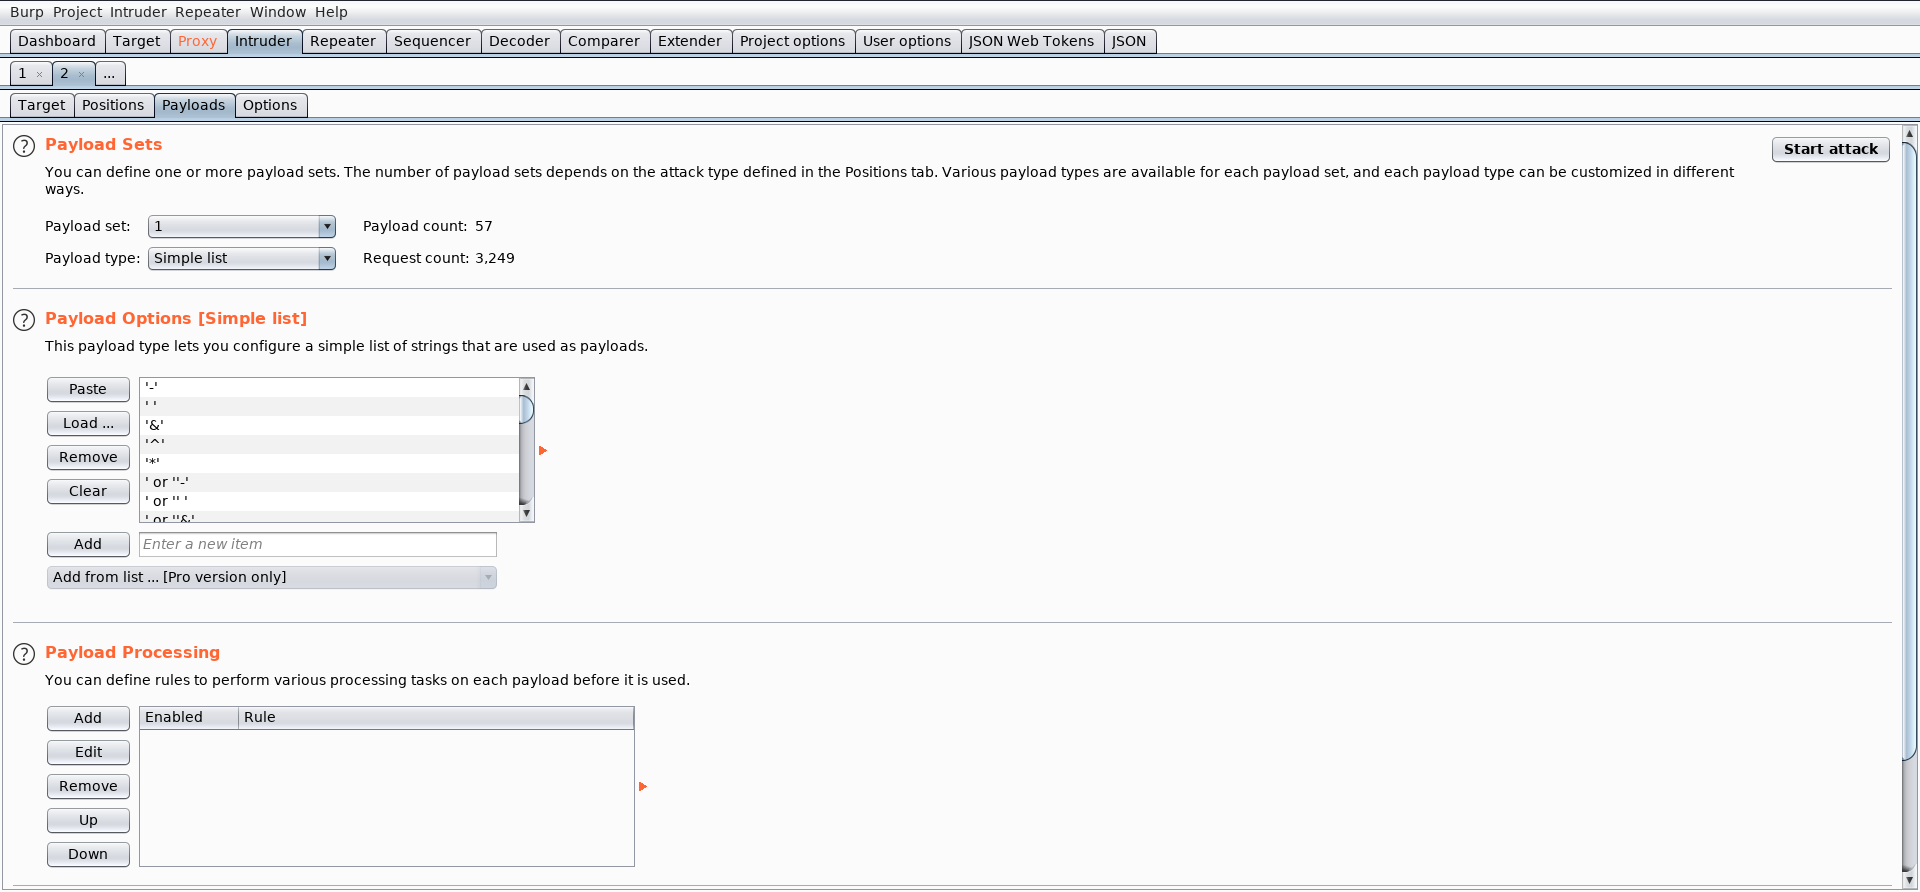 Burp Project Intruder Repeater Window Help
Dashboard Target Proxy Intruder Repeater Sequencer Decoder Comparer Extender Project options User options JSON Web Tokens JSON
1 × 2 × ...
Target Positions Payloads Options
? Payload Sets
Start attack
You can define one or more payload sets. The number of payload sets depends on the attack type defined in the Positions tab. Various payload types are available for each payload set, and each payload type can be customized in different
ways.
Payload set: 1 Payload count: 57
Payload type: Simple list Request count: 3,249
? Payload Options [Simple list]
This payload type lets you configure a simple list of strings that are used as payloads.
Paste
Load ...
Remove
Clear
'-'
' '
'&'
'^'
'*'
' or ''-'
' or '' '
' or ''&'
Add Enter a new item
Add from list ... [Pro version only]
? Payload Processing
You can define rules to perform various processing tasks on each payload before it is used.
Add
Edit
Remove
Up
Down
Enabled Rule